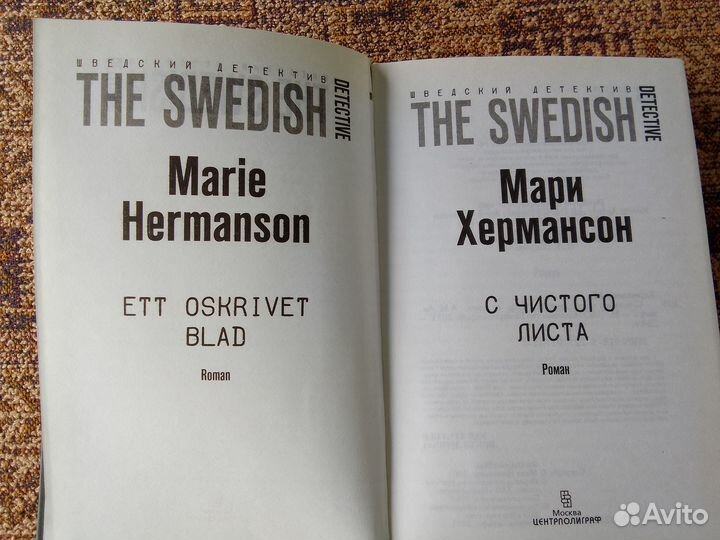 ШВЕДСКИЙ ДЕТЕКТИВ
THE SWEDISH
DETECTIVE
Marie
Hermanson
ETT OSKRIVET
BLAD
Roman
ШВЕДСКИЙ ДЕТЕКТИВ
THE SWEDISH
DETECTIVE
Мари
Хермансон
С ЧИСТОГО
ЛИСТА
Роман
Москва
ЦЕНТРПОЛИГРАФ
Avito